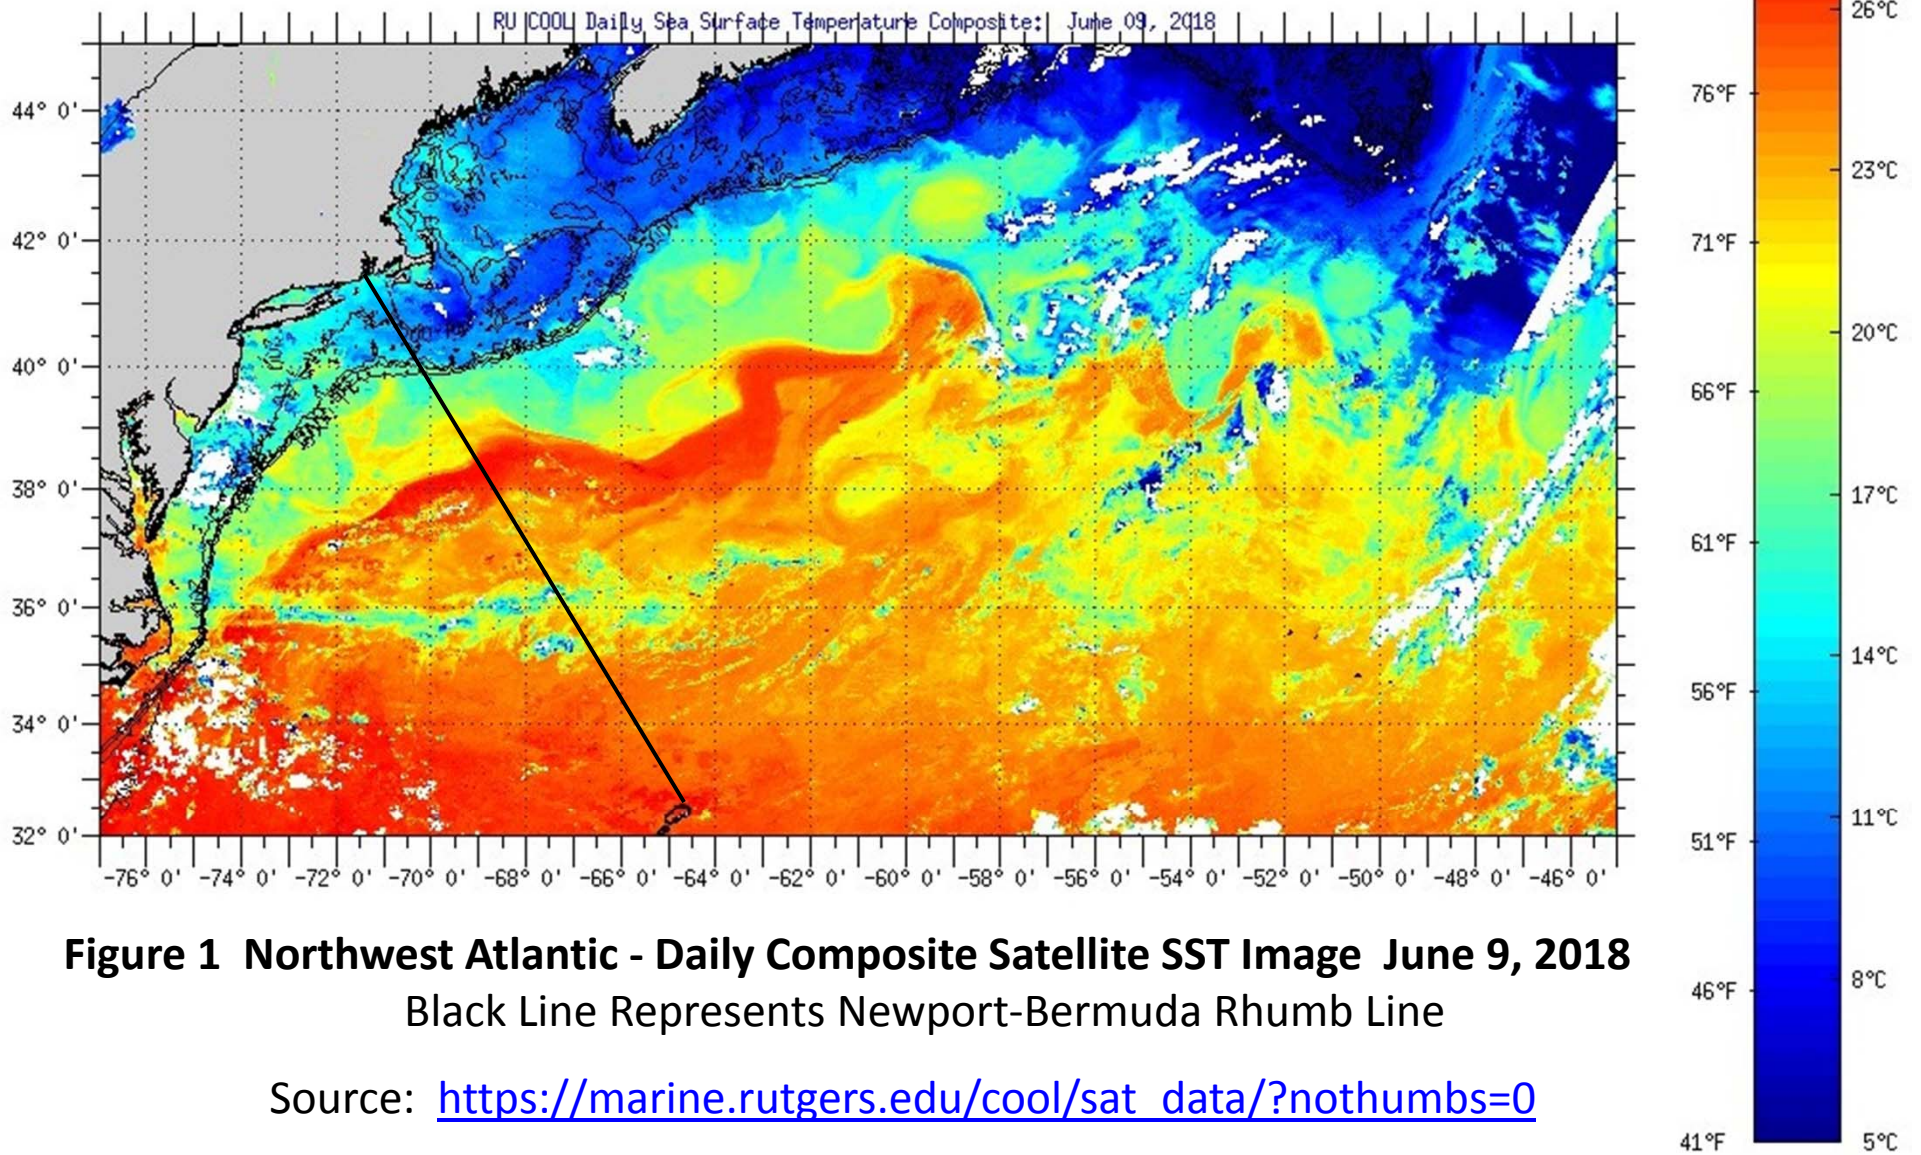 RU COOL Daily Sea Surface Temperature Composite: June 09, 2018
44° 0'
42° 0'
40° 0'
38° 0'
36° 0'
34° 0'
32° 0'
-76° 0' -74° 0' -72° 0' -70° 0' -68° 0' -66° 0' -64° 0' -62° 0' -60° 0' -58° 0' -56° 0' -54° 0' -52° 0' -50° 0' -48° 0' -46° 0'
26°C
76°F
23°C
71°F
20°C
66°F
17°C
61°F
14°C
56°F
11°C
51°F
8°C
46°F
41°F 5°C
Figure 1 Northwest Atlantic - Daily Composite Satellite SST Image June 9, 2018
Black Line Represents Newport-Bermuda Rhumb Line
Source: https://marine.rutgers.edu/cool/sat_data/?nothumbs=0